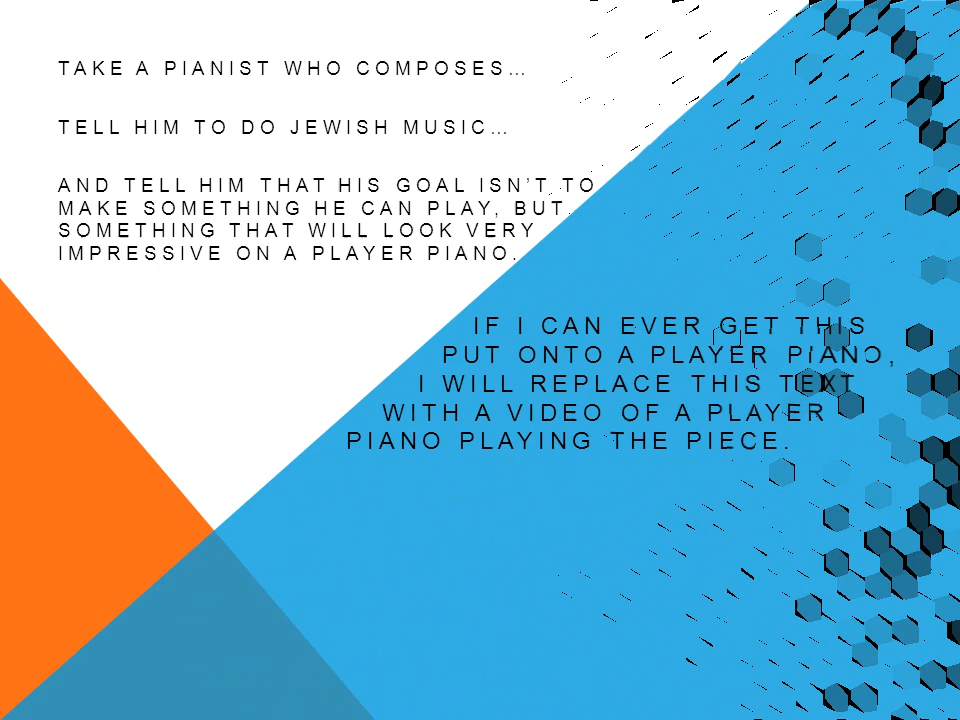 TAKE A PIANIST WHO COMPOSES…
TELL HIM TO DO JEWISH MUSIC…
AND TELL HIM THAT HIS GOAL ISN’T TO
MAKE SOMETHING HE CAN PLAY, BUT
SOMETHING THAT WILL LOOK VERY
IMPRESSIVE ON A PLAYER PIANO.
IF I CAN EVER GET THIS
PUT ONTO A PLAYER PIANO,
I WILL REPLACE THIS TEXT
WITH A VIDEO OF A PLAYER
PIANO PLAYING THE PIECE.